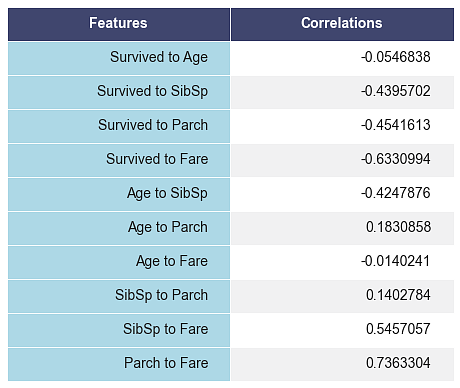 Features Correlations
Survived to Age -0.0546838
Survived to SibSp -0.4395702
Survived to Parch -0.4541613
Survived to Fare -0.6330994
Age to SibSp -0.4247876
Age to Parch 0.1830858
Age to Fare -0.0140241
SibSp to Parch 0.1402784
SibSp to Fare 0.5457057
Parch to Fare 0.7363304